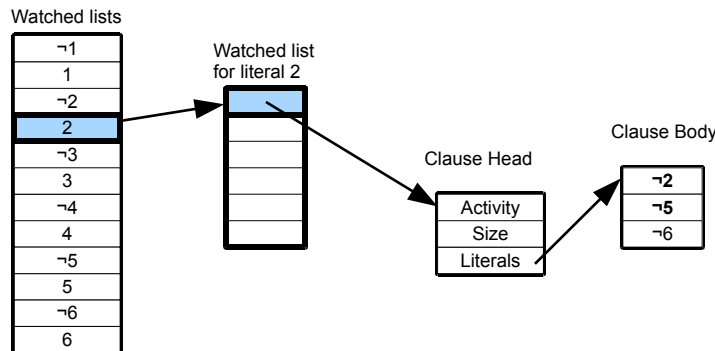 Watched lists
¬1
1
¬2
2
¬3
3
¬4
4
¬5
5
¬6
6
Watched list
for literal 2
Clause Head
Activity
Size
Literals
Clause Body
¬2
¬5
¬6